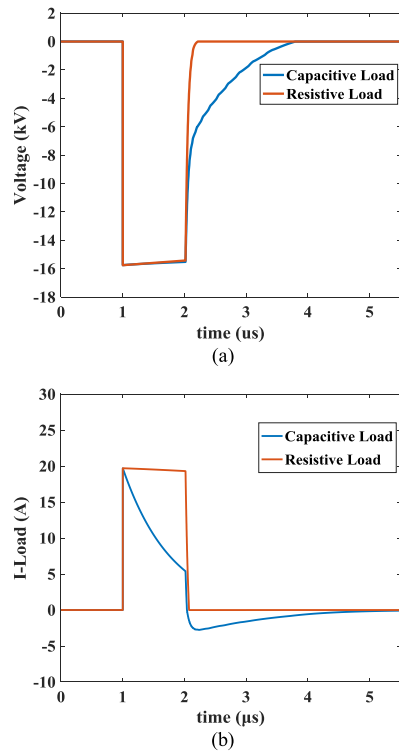 2
0
-2
-4
-6
-8
-10
-12
-14
-16
-18
Voltage (kV)
Capacitive Load
Resistive Load
0 1 2 3 4 5
time (us)
(a)
30
25
20
15
10
5
0
-5
-10
I-Load (A)
Capacitive Load
Resistive Load
0 1 2 3 4 5
time (µs)
(b)